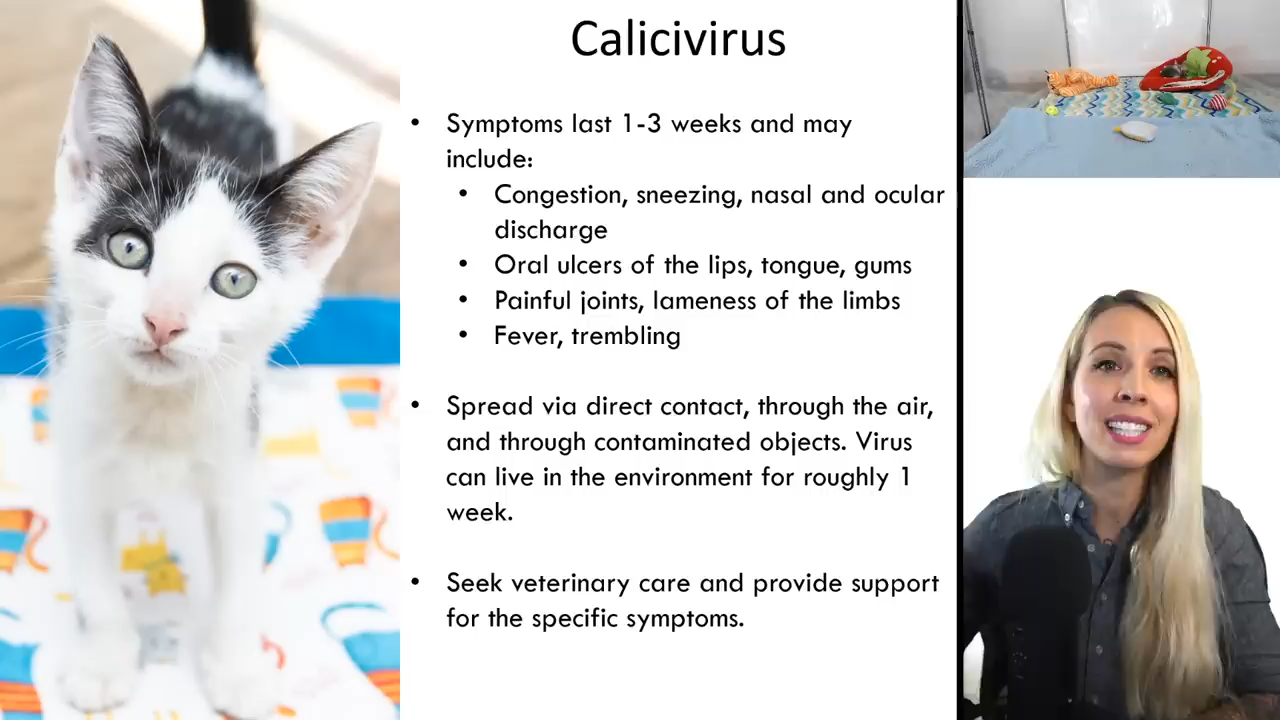 Calicivirus
• Symptoms last 1-3 weeks and may
include:
• Congestion, sneezing, nasal and ocular
discharge
• Oral ulcers of the lips, tongue, gums
• Painful joints, lameness of the limbs
• Fever, trembling
• Spread via direct contact, through the air,
and through contaminated objects. Virus
can live in the environment for roughly 1
week.
• Seek veterinary care and provide support
for the specific symptoms.